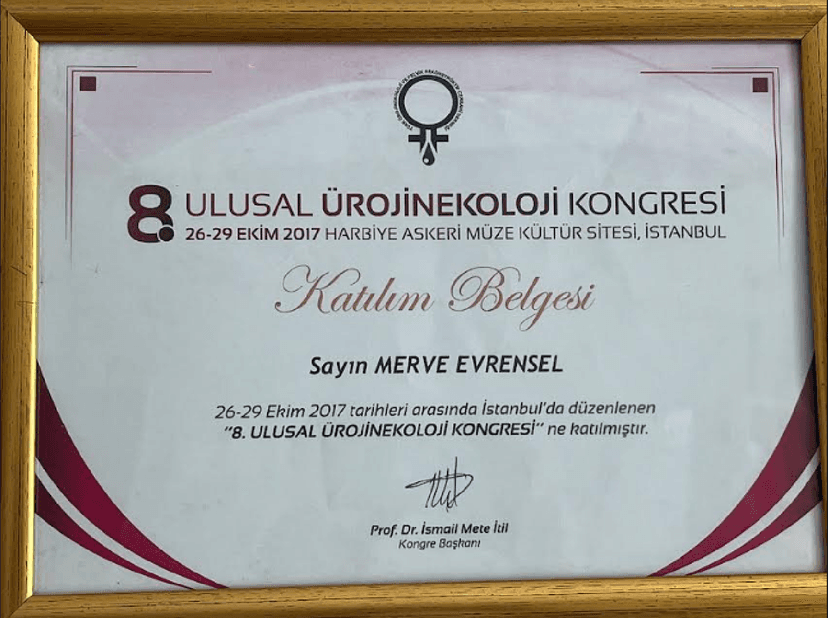 8. ULUSAL ÜROJİNEKOLOJİ KONGRESİ
26-29 EKİM 2017 HARBİYE ASKERİ MÜZE KÜLTÜR SİTESİ, İSTANBUL
Katılım Belgesi
Sayın MERVE EVRENSEL
26-29 Ekim 2017 tarihleri arasında İstanbul'da düzenlenen
"8. ULUSAL ÜROJİNEKOLOJİ KONGRESİ" ne katılmıştır.
Prof. Dr. İsmail Mete İtil
Kongre Başkanı